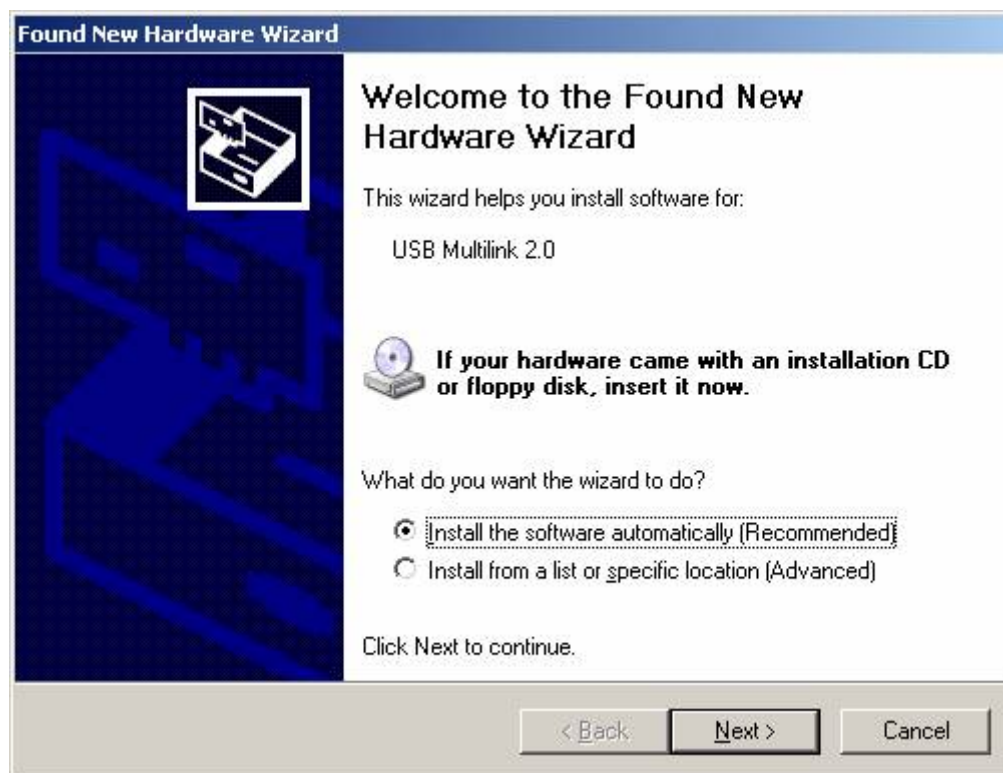 Found New Hardware Wizard
Welcome to the Found New
Hardware Wizard
This wizard helps you install software for:
USB Multilink 2.0
If your hardware came with an installation CD
or floppy disk, insert it now.
What do you want the wizard to do?
Install the software automatically (Recommended)
Install from a list or specific location (Advanced)
Click Next to continue.
< Back
Next >
Cancel